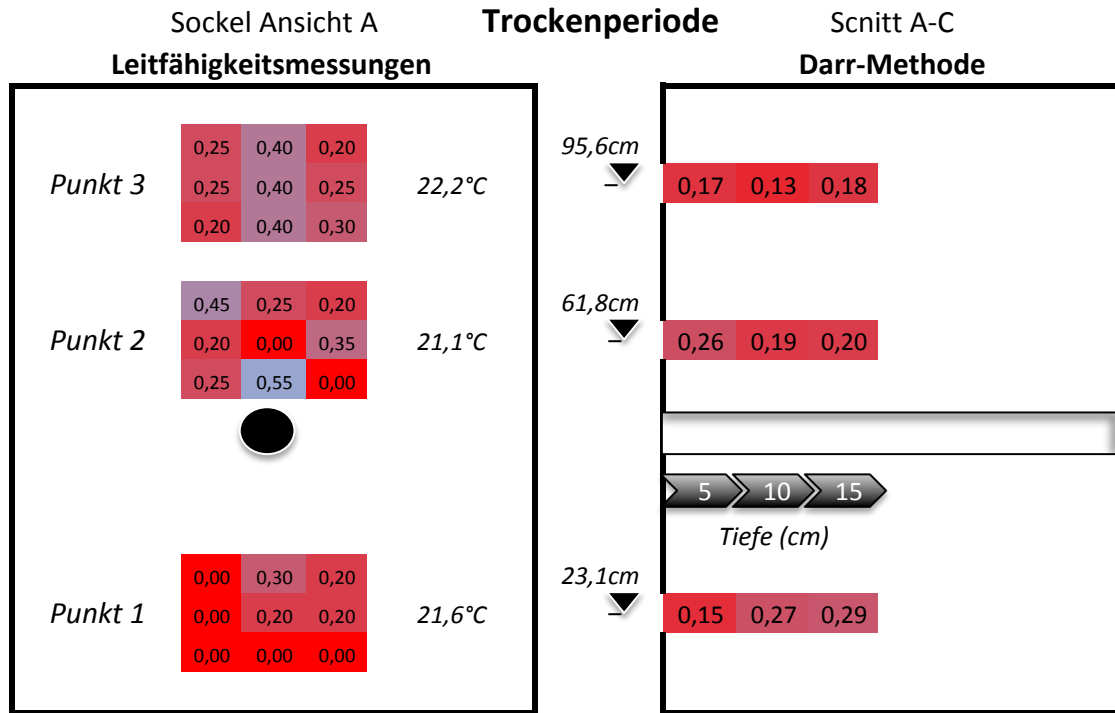 Sockel Ansicht A Trockenperiode Scnitt A-C
Leitfähigkeitsmessungen Darr-Methode
0,25 0,40 0,20
Punkt 3 0,25 0,40 0,25 22,2°C
0,20 0,40 0,30
95,6cm
0,17 0,13 0,18
0,45 0,25 0,20
Punkt 2 0,20 0,00 0,35 21,1°C
0,25 0,55 0,00
61,8cm
0,26 0,19 0,20
5 10 15
Tiefe (cm)
0,00 0,30 0,20
Punkt 1 0,00 0,20 0,20 21,6°C
0,00 0,00 0,00
23,1cm
0,15 0,27 0,29